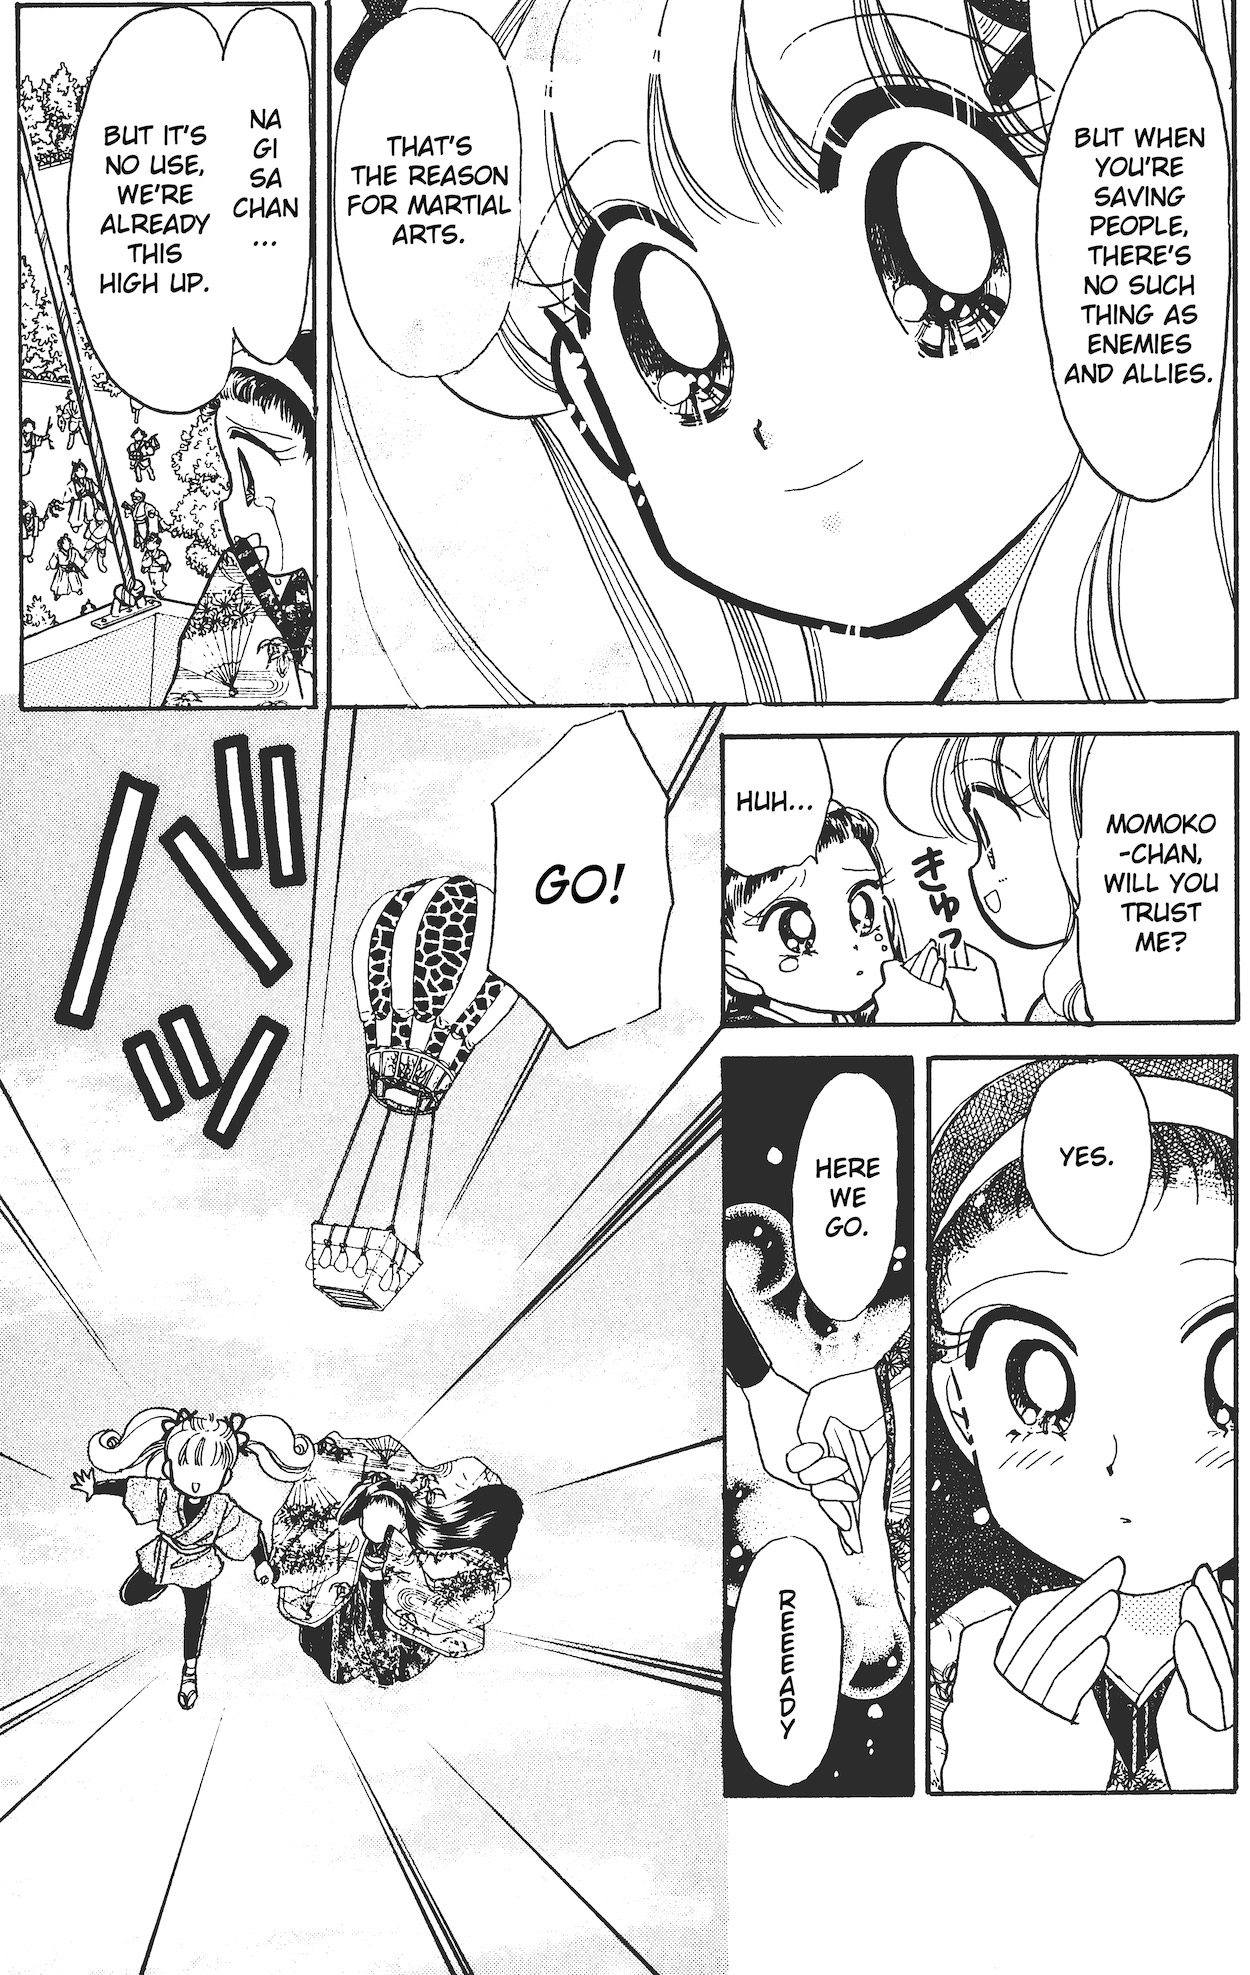 BUT WHEN
YOU'RE
SAVING
PEOPLE,
THERE'S
NO SUCH
THING AS
ENEMIES
AND ALLIES.
THAT'S
THE REASON
FOR MARTIAL
ARTS.
NA
GI
SA
CHAN
...
BUT IT'S
NO USE,
WE'RE
ALREADY
THIS
HIGH UP.
MOMOKO
-CHAN,
WILL YOU
TRUST
ME?
きゅっ
HUH...
YES.
HERE
WE
GO.
REEEADY
GO!
バッ